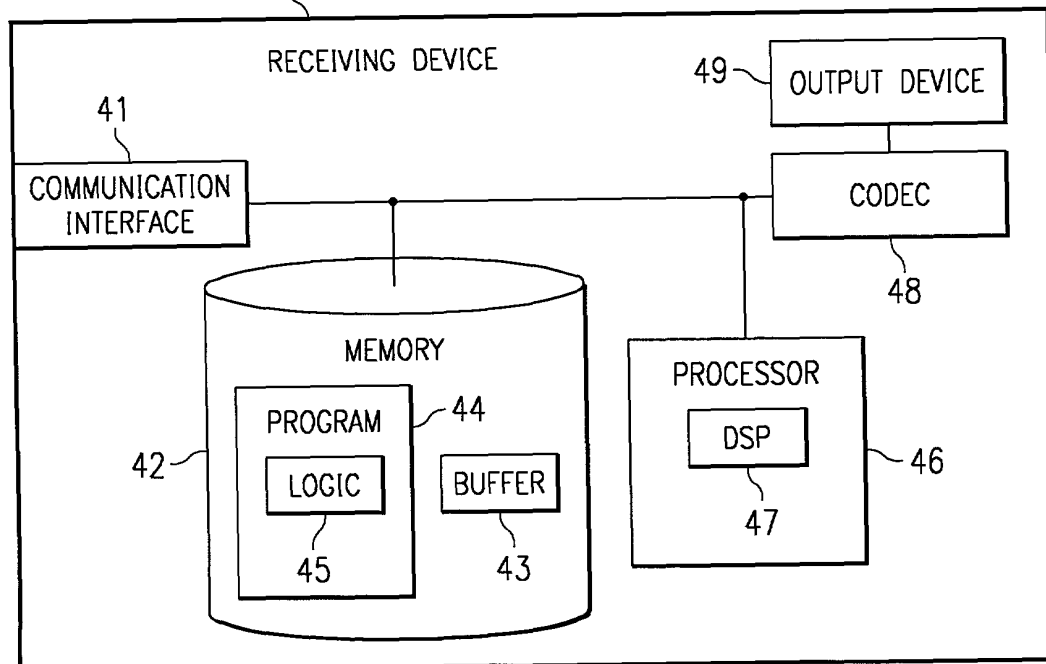 RECEIVING DEVICE
49
OUTPUT DEVICE
41
COMMUNICATION
INTERFACE
CODEC
48
MEMORY
PROCESSOR
PROGRAM
44
DSP
42
LOGIC
BUFFER
46
47
45
43